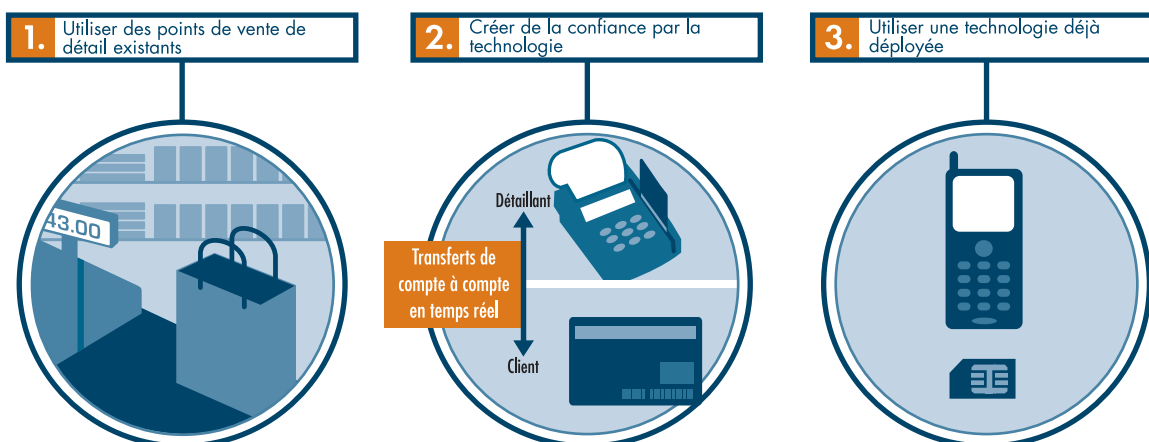 1. Utiliser des points de vente de
détail existants
2. Créer de la confiance par la
technologie
3. Utiliser une technologie déjà
déployée
43.00
Détaillant
Transferts de
compte à compte
en temps réel
Client